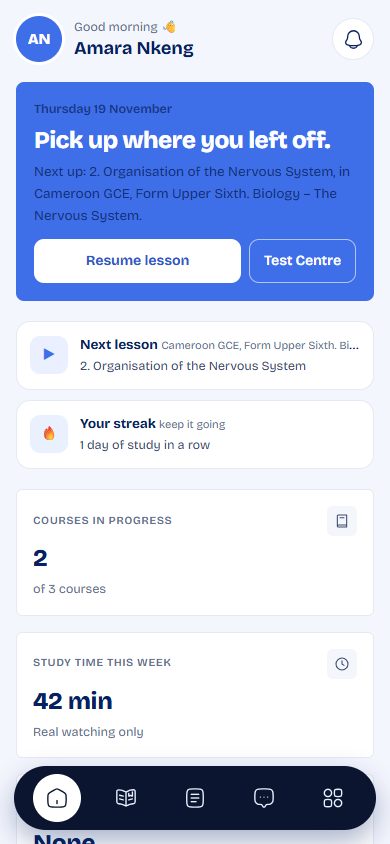 AN
Good morning 👋
Amara Nkeng
Thursday 19 November
Pick up where you left off.
Next up: 2. Organisation of the Nervous System, in
Cameroon GCE, Form Upper Sixth. Biology – The
Nervous System.
Resume lesson
Test Centre
Next lesson Cameroon GCE, Form Upper Sixth. Bi...
2. Organisation of the Nervous System
Your streak keep it going
1 day of study in a row
COURSES IN PROGRESS
2
of 3 courses
STUDY TIME THIS WEEK
42 min
Real watching only
None